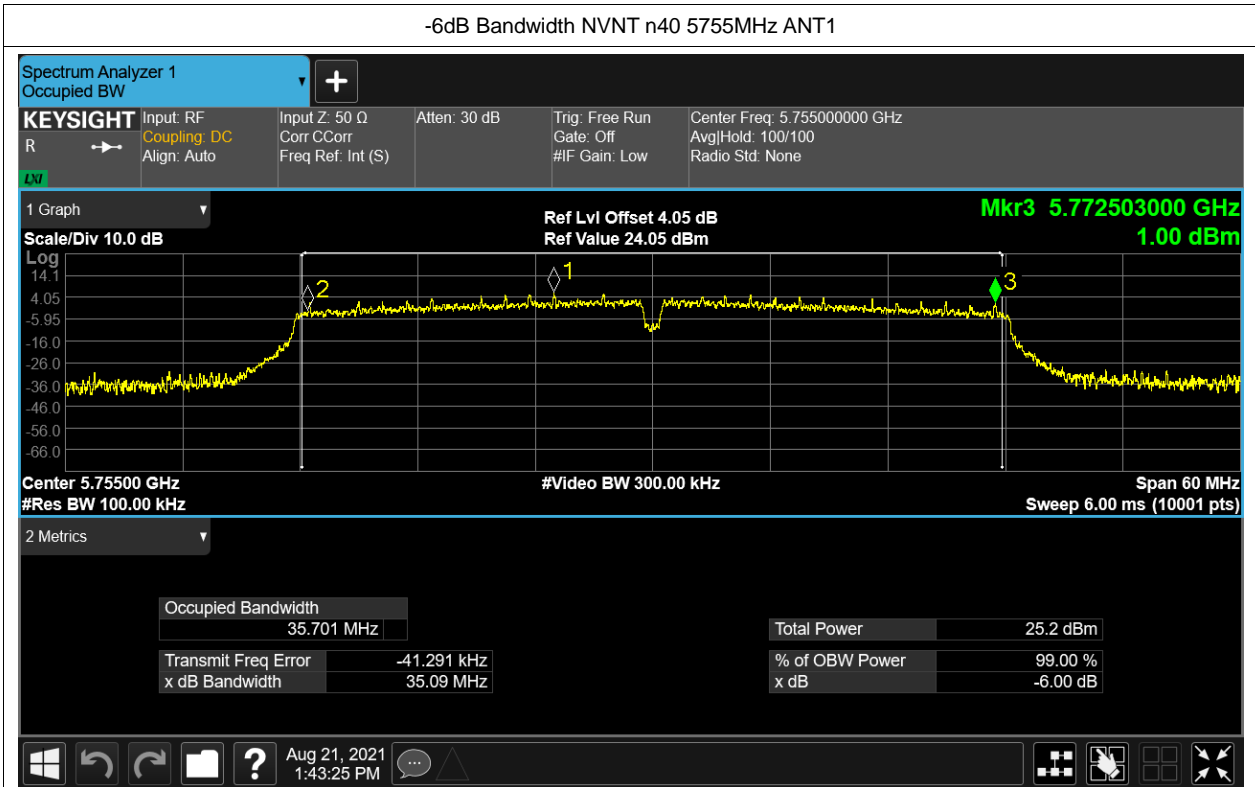 -6dB Bandwidth NVNT n40 5755MHz ANT1
Spectrum Analyzer 1
Occupied BW
KEYSIGHT
R
LXI
Input: RF
Coupling: DC
Align: Auto
Input Z: 50 Ω
Corr CCorr
Freq Ref: Int (S)
Atten: 30 dB
Trig: Free Run
Gate: Off
#IF Gain: Low
Center Freq: 5.755000000 GHz
Avg|Hold: 100/100
Radio Std: None
1 Graph
Scale/Div 10.0 dB
Ref Lvl Offset 4.05 dB
Ref Value 24.05 dBm
Mkr3 5.772503000 GHz
1.00 dBm
Log
14.1
4.05
-5.95
-16.0
-26.0
-36.0
-46.0
-56.0
-66.0
2
1
3
Center 5.75500 GHz
#Res BW 100.00 kHz
#Video BW 300.00 kHz
Span 60 MHz
Sweep 6.00 ms (10001 pts)
2 Metrics
Occupied Bandwidth
35.701 MHz
Transmit Freq Error -41.291 kHz
x dB Bandwidth 35.09 MHz
Total Power 25.2 dBm
% of OBW Power 99.00 %
x dB -6.00 dB
Aug 21, 2021
1:43:25 PM